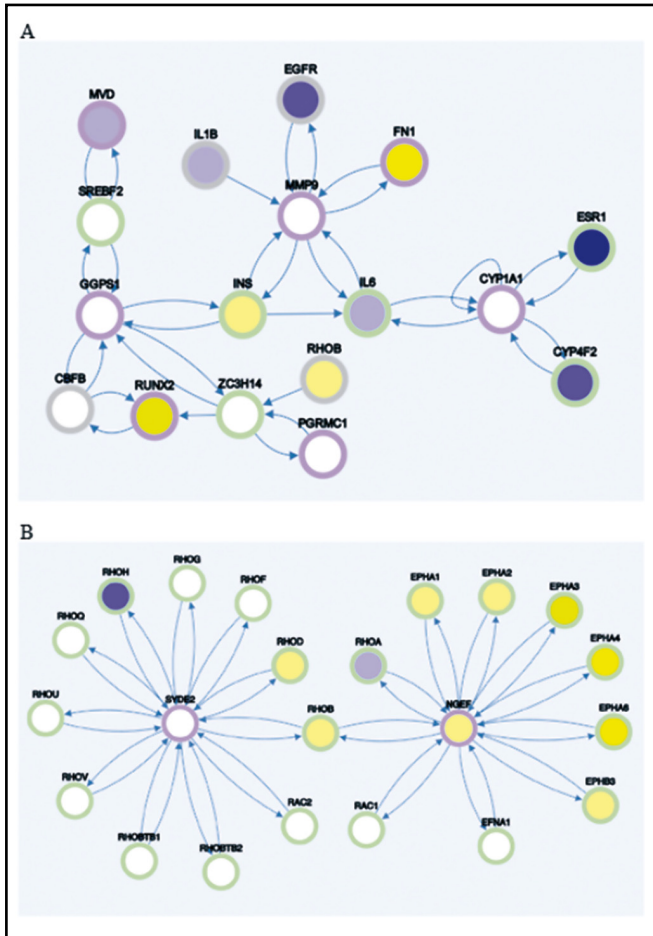 A
EGFR
MVD
IL1B
FN1
SREBF2
MMP9
ESR1
GGPS1
INS
IL6
CYP1A1
RHOB
CYP4F2
CBFB
RUNX2
ZC3H14
PGRMC1
B
RHOG
RHOH
RHOF
EPHA1
EPHA2
EPHA3
RHOQ
RHOD
RHOA
EPHA4
SYDE2
NGEF
RHOU
RHOB
EPHA6
RHOV
EPHB3
RAC2
RAC1
EFNA1
RHOBTB1
RHOBTB2